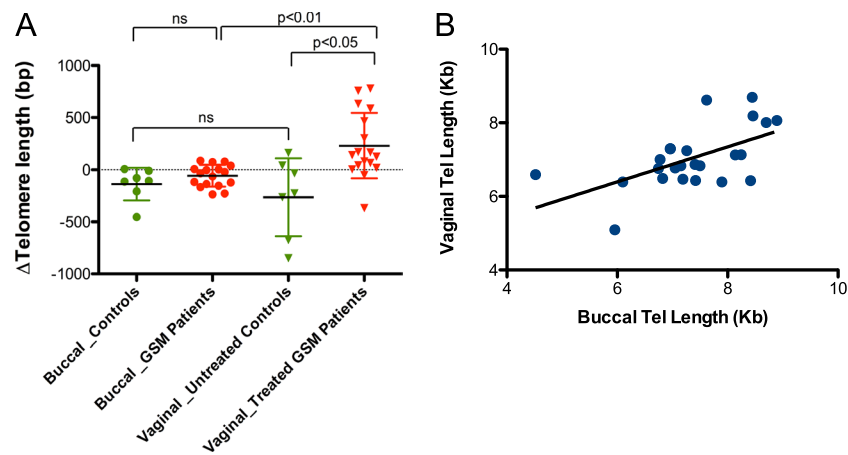 A
B
ns
p<0.01
p<0.05
ns
ΔTelomere length (bp)
1000
500
0
-500
-1000
Buccal_Controls
Buccal_GSM Patients
Vaginal_Untreated Controls
Vaginal_Treated GSM Patients
Vaginal Tel Length (Kb)
10
8
6
4
4
6
8
10
Buccal Tel Length (Kb)